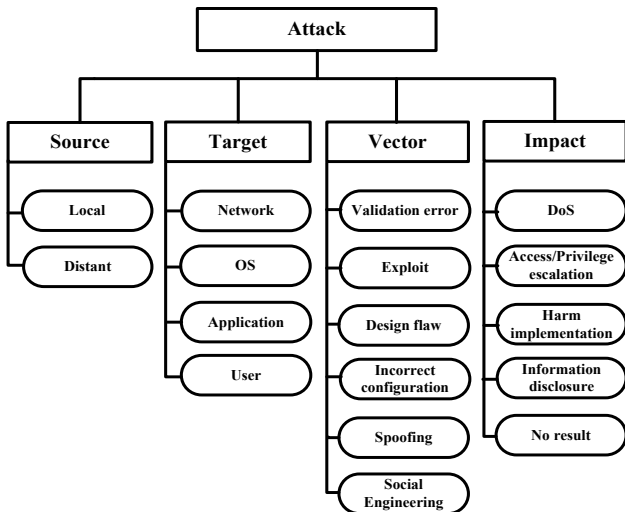 Attack
Source
Target
Vector
Impact
Local
Distant
Network
OS
Application
User
Validation error
Exploit
Design flaw
Incorrect
configuration
Spoofing
Social
Engineering
DoS
Access/Privilege
escalation
Harm
implementation
Information
disclosure
No result